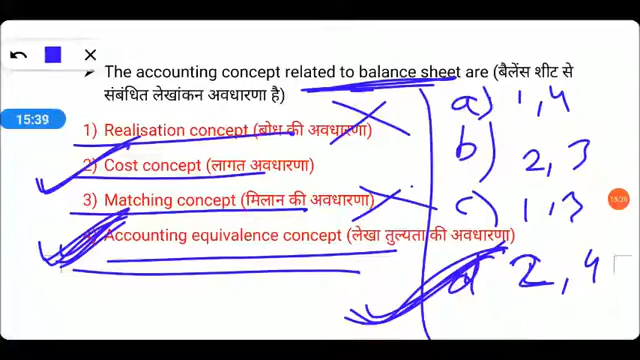 The accounting concept related to balance sheet are (बैलेंस शीट से
संबंधित लेखांकन अवधारणा है)
15:39
1) Realisation concept (बोध की अवधारणा)
2) Cost concept (लागत अवधारणा)
3) Matching concept (मिलान की अवधारणा)
Accounting equivalence concept (लेखा तुल्यता की अवधारणा)
a) 1,4
b) 2,3
c) 1,3
d) 2,4
15:39